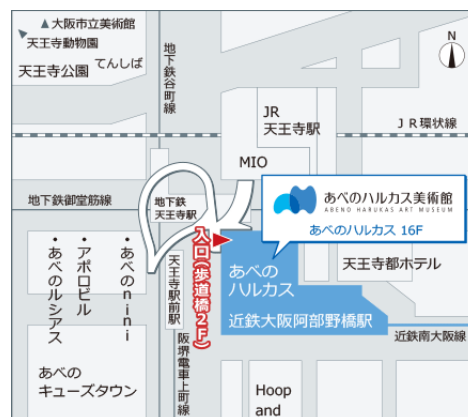 ▲大阪市立美術館
天王寺動物園
てんしば
天王寺公園
地下鉄谷町線
N
JR
天王寺駅
JR環状線
MIO
地下鉄御堂筋線
地下鉄
天王寺駅
あべのハルカス美術館
ABENO HARUKAS ART MUSEUM
あべのハルカス 16F
入口(歩道橋2F)
あべの
ハルカス
天王寺都ホテル
・あべのnini
・アポロビル
・あべのルシアス
天王寺駅前駅
近鉄大阪阿部野橋駅
近鉄南大阪線
阪堺電車上町線
あべの
キューズタウン
Hoop
and